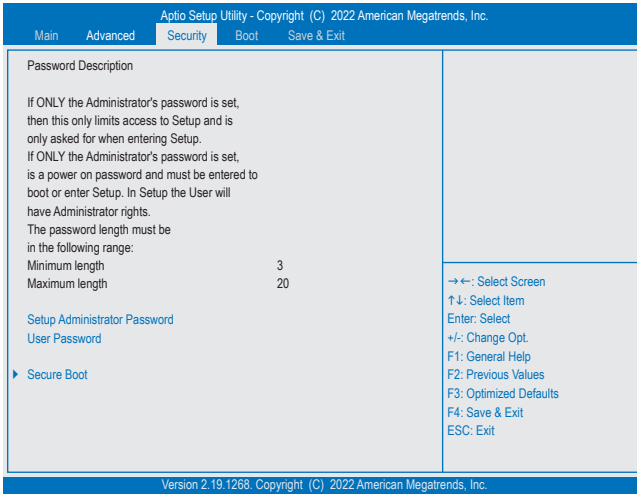 Aptio Setup Utility - Copyright (C) 2022 American Megatrends, Inc.
Main Advanced Security Boot Save & Exit
Password Description
If ONLY the Administrator's password is set,
then this only limits access to Setup and is
only asked for when entering Setup.
If ONLY the Administrator's password is set,
is a power on password and must be entered to
boot or enter Setup. In Setup the User will
have Administrator rights.
The password length must be
in the following range:
Minimum length 3
Maximum length 20
Setup Administrator Password
User Password
Secure Boot
→←: Select Screen
↑↓: Select Item
Enter: Select
+/-: Change Opt.
F1: General Help
F2: Previous Values
F3: Optimized Defaults
F4: Save & Exit
ESC: Exit
Version 2.19.1268. Copyright (C) 2022 American Megatrends, Inc.